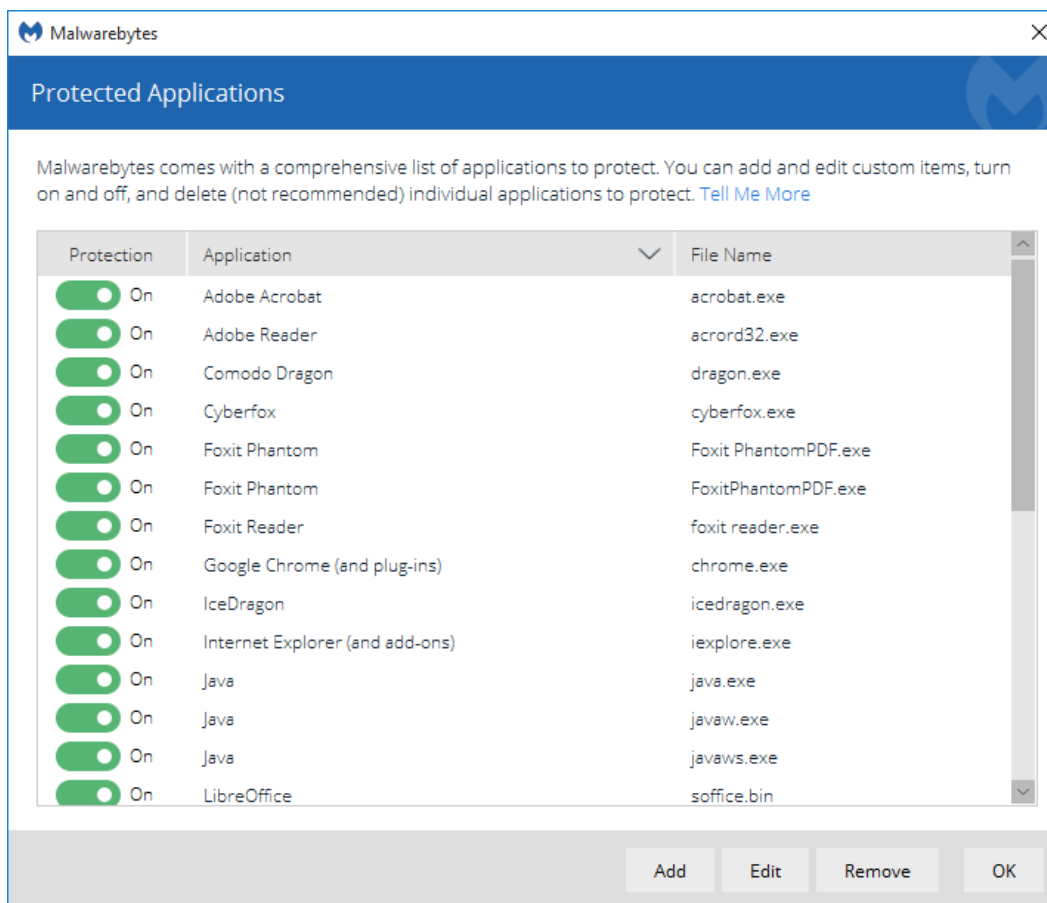 Malwarebytes
Protected Applications
Malwarebytes comes with a comprehensive list of applications to protect. You can add and edit custom items, turn
on and off, and delete (not recommended) individual applications to protect. Tell Me More
Protection Application File Name
On Adobe Acrobat acrobat.exe
On Adobe Reader acrord32.exe
On Comodo Dragon dragon.exe
On Cyberfox cyberfox.exe
On Foxit Phantom Foxit PhantomPDF.exe
On Foxit Phantom FoxitPhantomPDF.exe
On Foxit Reader foxit reader.exe
On Google Chrome (and plug-ins) chrome.exe
On IceDragon icedragon.exe
On Internet Explorer (and add-ons) iexplore.exe
On Java java.exe
On Java javaw.exe
On Java javaws.exe
On LibreOffice soffice.bin
Add Edit Remove OK